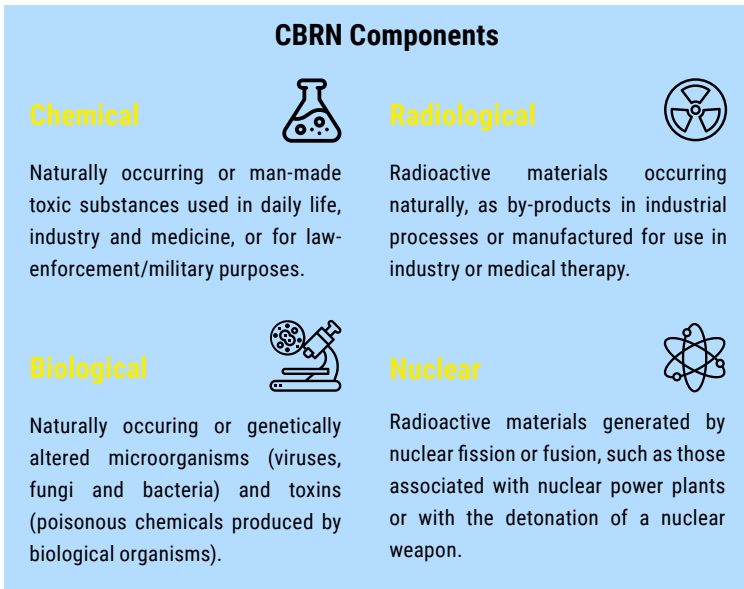 CBRN Components
Chemical
Naturally occurring or man-made
toxic substances used in daily life,
industry and medicine, or for law-
enforcement/military purposes.
Radiological
Radioactive materials occurring
naturally, as by-products in industrial
processes or manufactured for use in
industry or medical therapy.
Biological
Naturally occuring or genetically
altered microorganisms (viruses,
fungi and bacteria) and toxins
(poisonous chemicals produced by
biological organisms).
Nuclear
Radioactive materials generated by
nuclear fission or fusion, such as those
associated with nuclear power plants
or with the detonation of a nuclear
weapon.